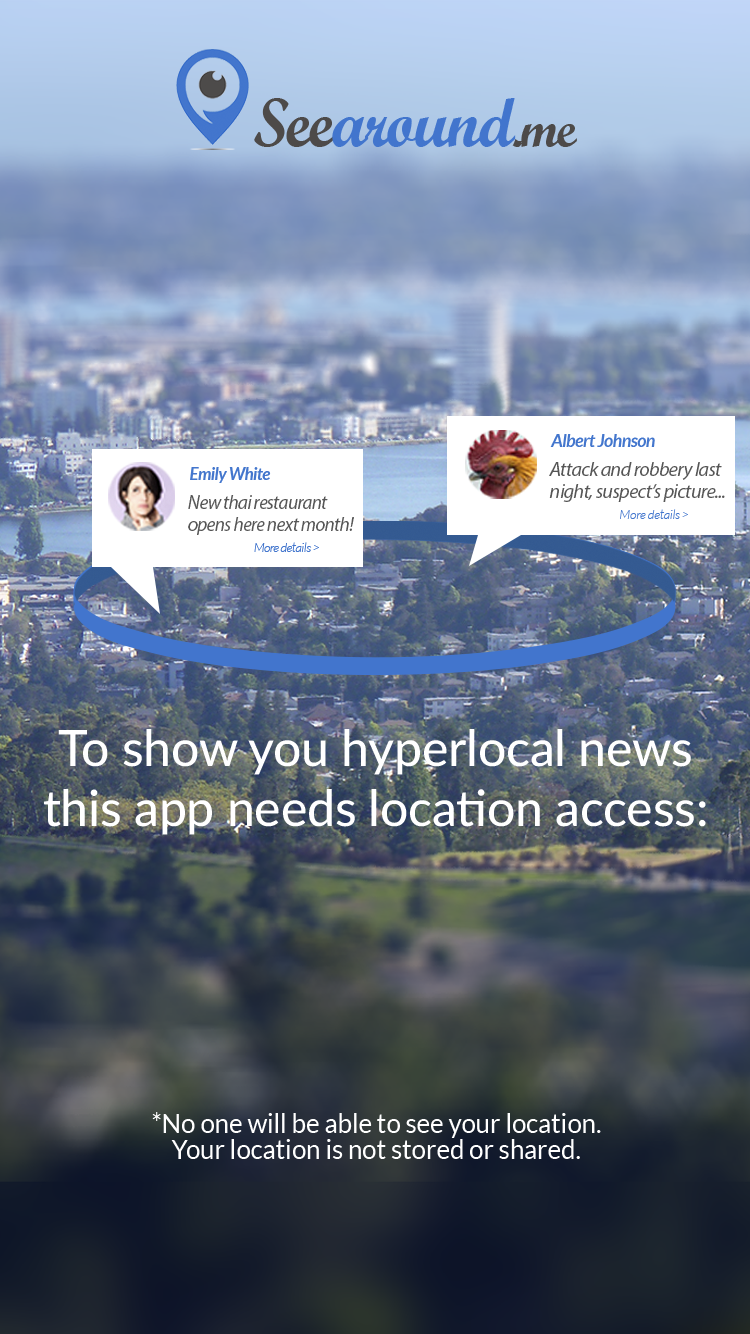 Seearound.me
Emily White
New thai restaurant
opens here next month!
More details >
Albert Johnson
Attack and robbery last
night, suspect's picture...
More details >
To show you hyperlocal news
this app needs location access:
*No one will be able to see your location.
Your location is not stored or shared.